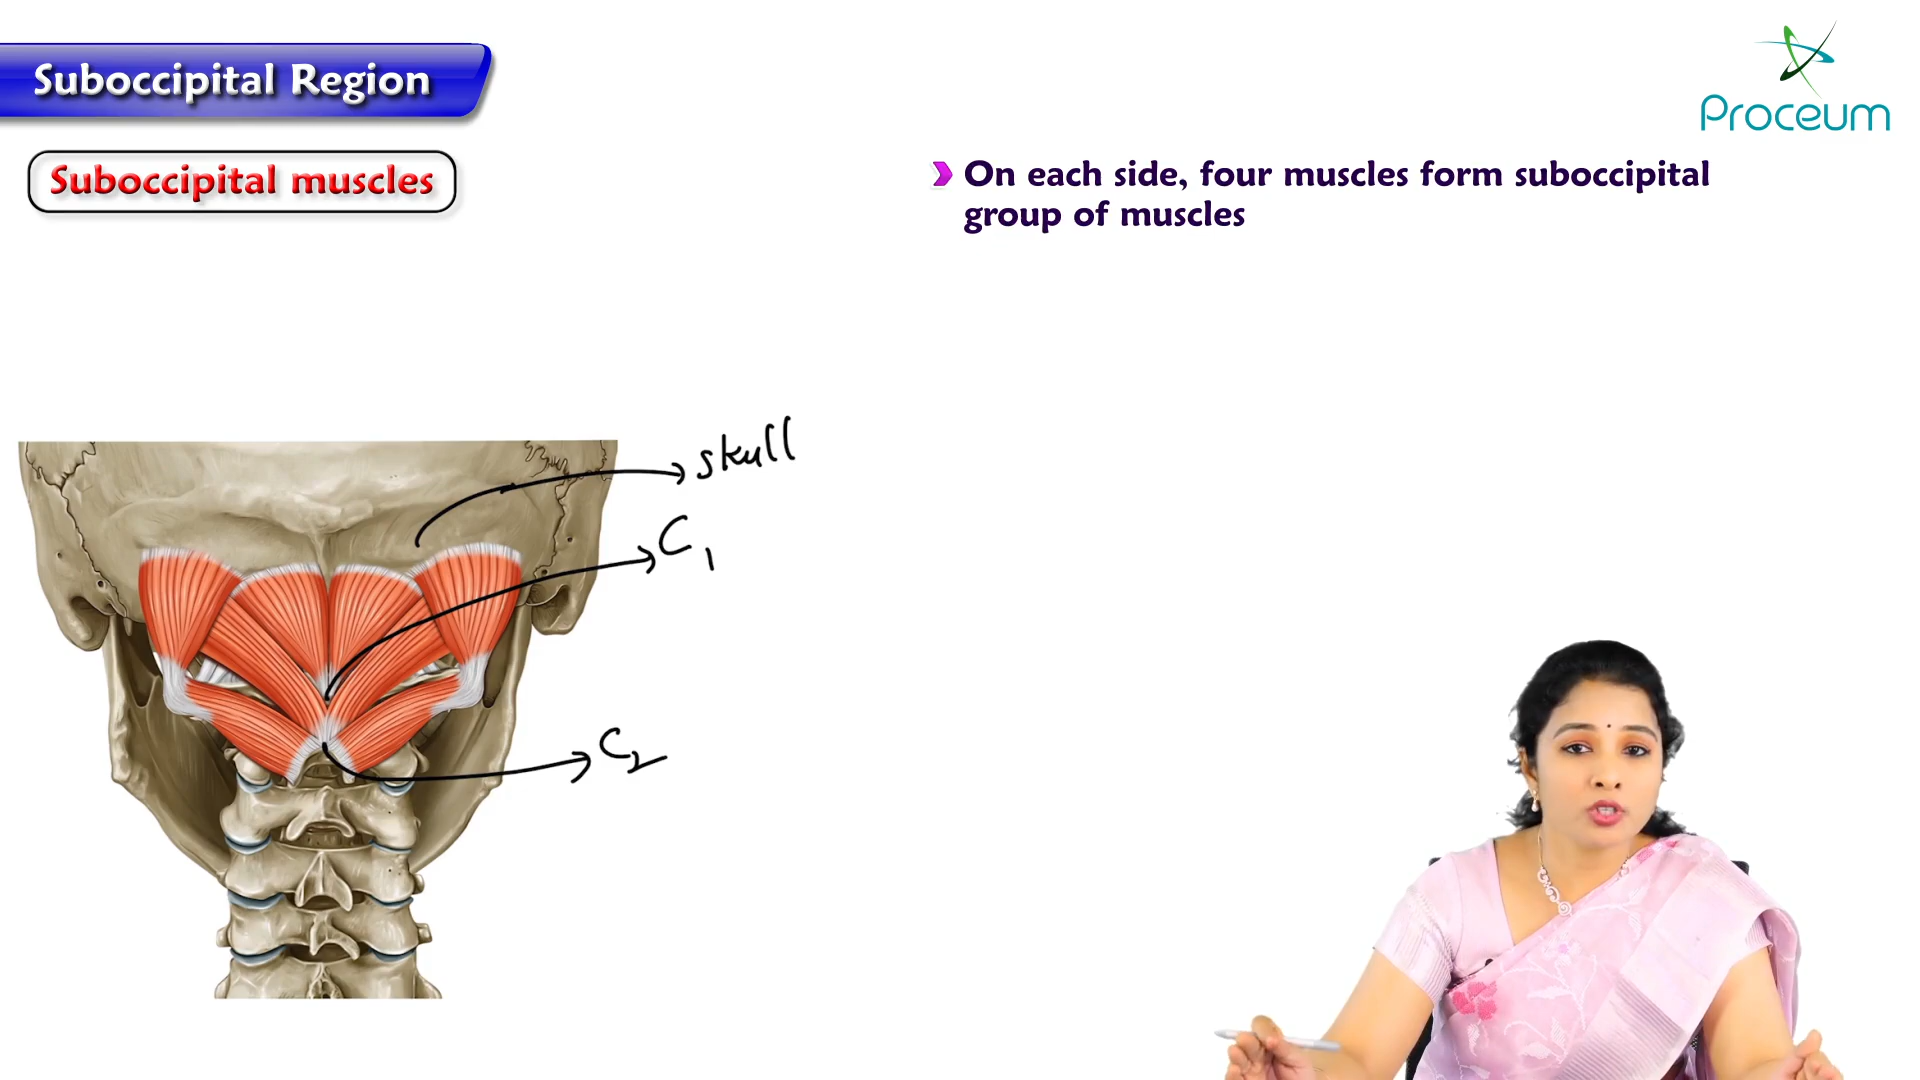 Suboccipital Region
Proceum
Suboccipital muscles
On each side, four muscles form suboccipital
group of muscles
skull
C1
C2